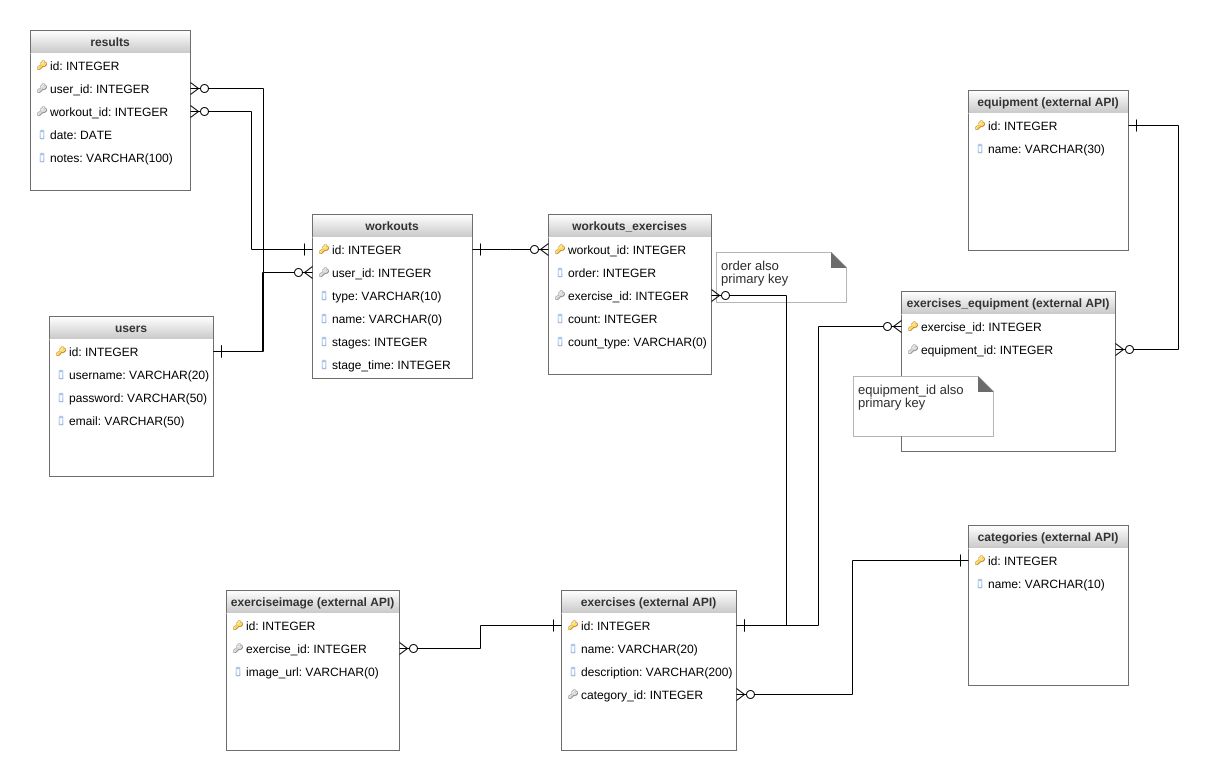 results
id: INTEGER
user_id: INTEGER
workout_id: INTEGER
date: DATE
notes: VARCHAR(100)
users
id: INTEGER
username: VARCHAR(20)
password: VARCHAR(50)
email: VARCHAR(50)
workouts
id: INTEGER
user_id: INTEGER
type: VARCHAR(10)
name: VARCHAR(0)
stages: INTEGER
stage_time: INTEGER
workouts_exercises
workout_id: INTEGER
order: INTEGER
exercise_id: INTEGER
count: INTEGER
count_type: VARCHAR(0)
order also
primary key
equipment (external API)
id: INTEGER
name: VARCHAR(30)
exercises_equipment (external API)
exercise_id: INTEGER
equipment_id: INTEGER
equipment_id also
primary key
categories (external API)
id: INTEGER
name: VARCHAR(10)
exerciseimage (external API)
id: INTEGER
exercise_id: INTEGER
image_url: VARCHAR(0)
exercises (external API)
id: INTEGER
name: VARCHAR(20)
description: VARCHAR(200)
category_id: INTEGER